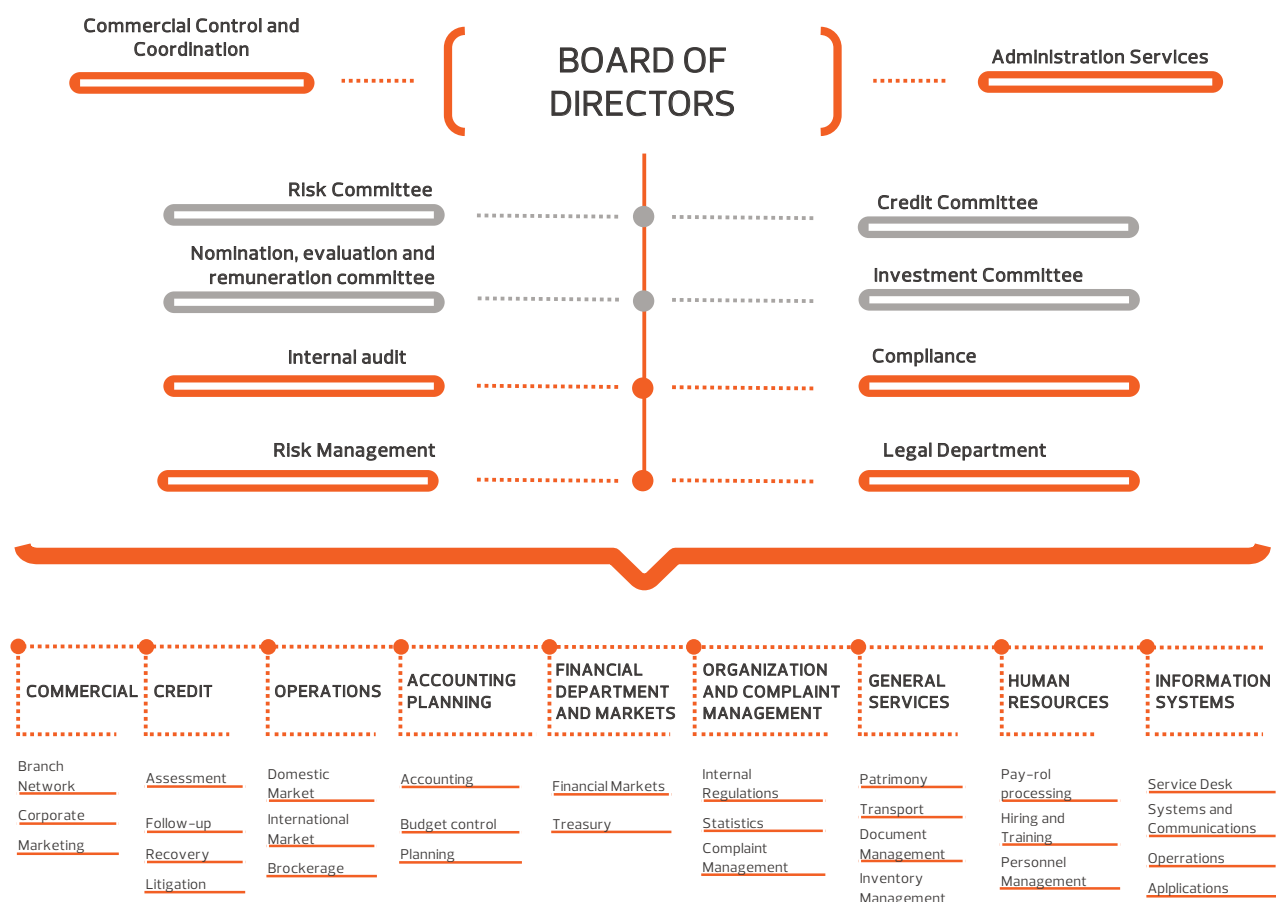 Commercial Control and
Coordination
BOARD OF
DIRECTORS
Administration Services
Risk Committee
Credit Committee
Nomination, evaluation and
remuneration committee
Investment Committee
Internal audit
Compliance
Risk Management
Legal Department
COMMERCIAL
CREDIT
OPERATIONS
ACCOUNTING
PLANNING
FINANCIAL
DEPARTMENT
AND MARKETS
ORGANIZATION
AND COMPLAINT
MANAGEMENT
GENERAL
SERVICES
HUMAN
RESOURCES
INFORMATION
SYSTEMS
Branch
Network
Corporate
Marketing
Assessment
Follow-up
Recovery
Litigation
Domestic
Market
International
Market
Brockerage
Accounting
Budget control
Planning
Financial Markets
Treasury
Internal
Regulations
Statistics
Complaint
Management
Patrimony
Transport
Document
Management
Inventory
Management
Pay-rol
processing
Hiring and
Training
Personnel
Management
Service Desk
Systems and
Communications
Operrations
Aplplications